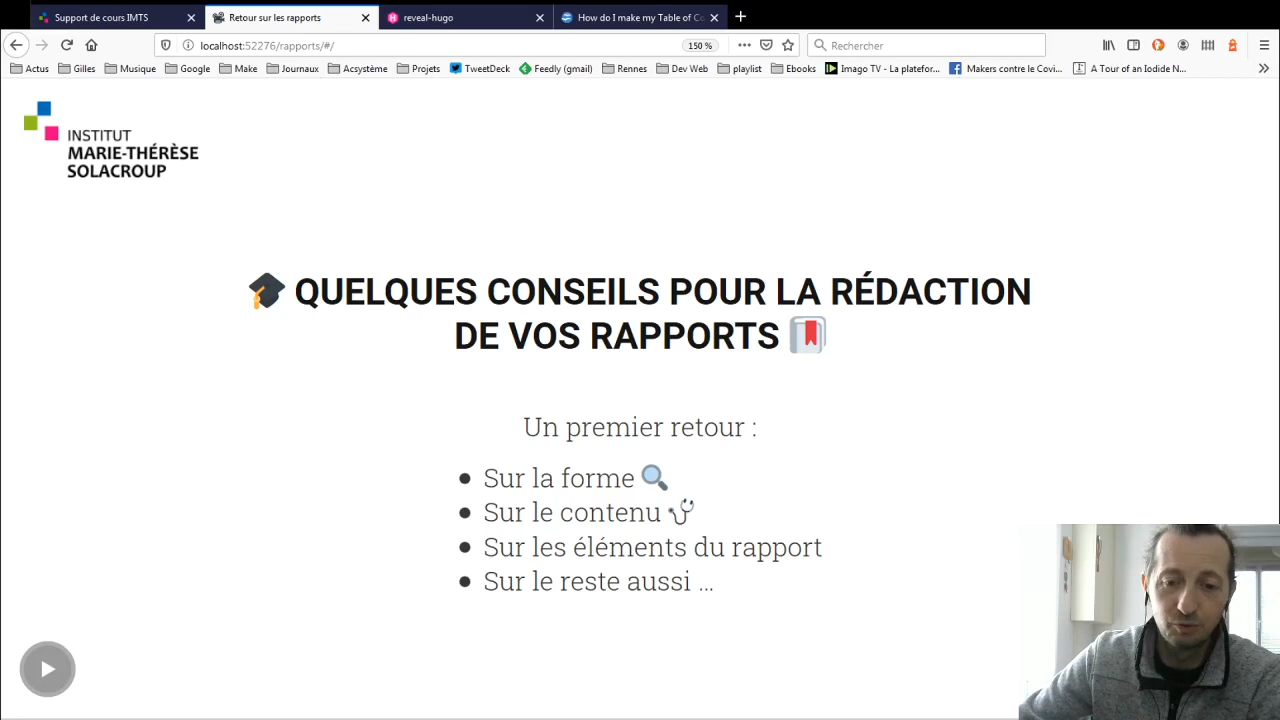 Support de cours IMTS
Retour sur les rapports
reveal-hugo
How do I make my Table of Co
localhost:52276/rapports/#/
150 %
Rechercher
Actus
Gilles
Musique
Google
Make
Journaux
Acsystème
Projets
TweetDeck
Feedly (gmail)
Rennes
Dev Web
playlist
Ebooks
Imago TV - La platefor...
Makers contre le Covi...
A Tour of an Iodide N...
INSTITUT
MARIE-THÉRÈSE
SOLACROUP
QUELQUES CONSEILS POUR LA RÉDACTION
DE VOS RAPPORTS
Un premier retour :
• Sur la forme
• Sur le contenu
• Sur les éléments du rapport
• Sur le reste aussi ...